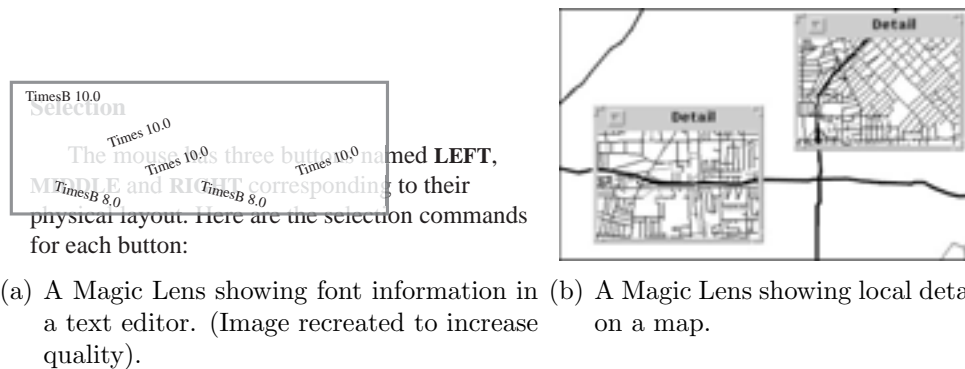 TimesB 10.0
Selection
Times 10.0
The mouse has three buttons named LEFT,
Times 10.0
Times 10.0
MIDDLE and RIGHT corresponding to their
TimesB 8.0
TimesB 8.0
physical layout. Here are the selection commands
for each button:
Detail
Detail
(a) A Magic Lens showing font information in
a text editor. (Image recreated to increase
quality).
(b) A Magic Lens showing local deta
on a map.